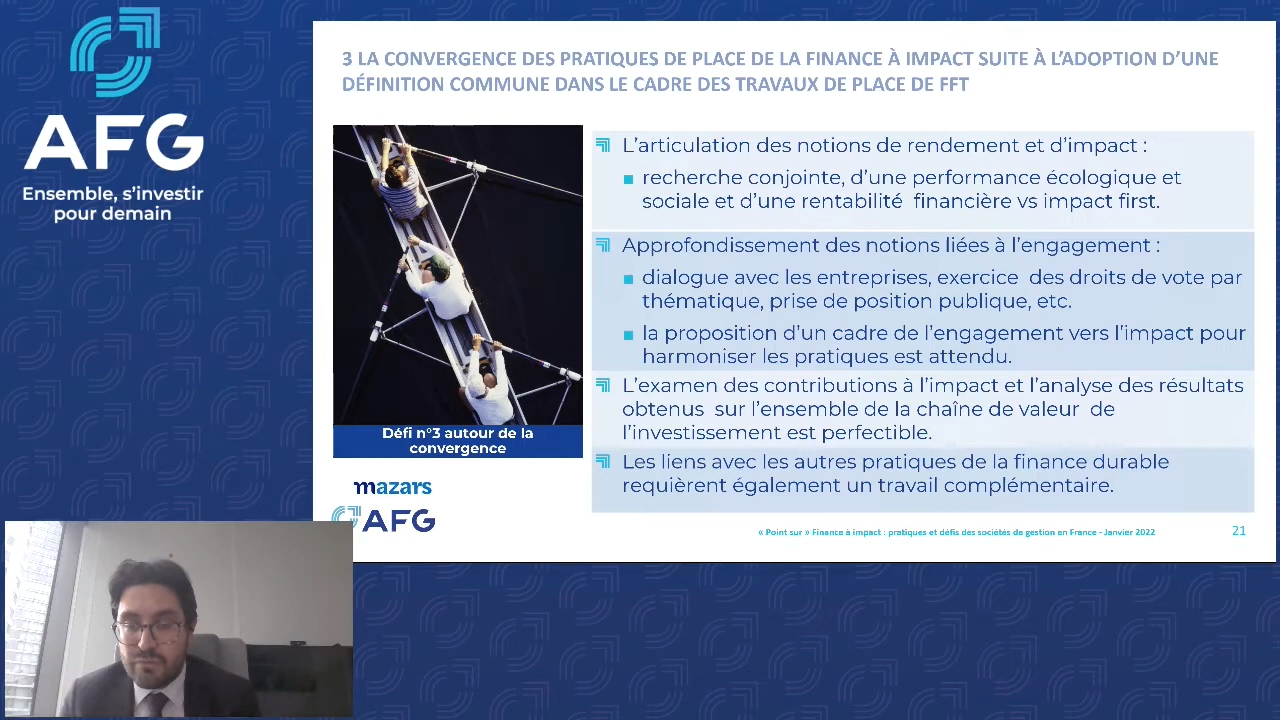 AFG
Ensemble, s'investir
pour demain
3 LA CONVERGENCE DES PRATIQUES DE PLACE DE LA FINANCE À IMPACT SUITE À L'ADOPTION D'UNE
DÉFINITION COMMUNE DANS LE CADRE DES TRAVAUX DE PLACE DE FFT
L'articulation des notions de rendement et d'impact :
recherche conjointe, d'une performance écologique et
sociale et d'une rentabilité financière vs impact first.
Approfondissement des notions liées à l'engagement :
dialogue avec les entreprises, exercice des droits de vote par
thématique, prise de position publique, etc.
la proposition d'un cadre de l'engagement vers l'impact pour
harmoniser les pratiques est attendu.
L'examen des contributions à l'impact et l'analyse des résultats
obtenus sur l'ensemble de la chaîne de valeur de
l'investissement est perfectible.
Les liens avec les autres pratiques de la finance durable
requièrent également un travail complémentaire.
Défi n°3 autour de la
convergence
mazars
AFG
« Point sur » Finance à impact : pratiques et défis des sociétés de gestion en France - Janvier 2022
21